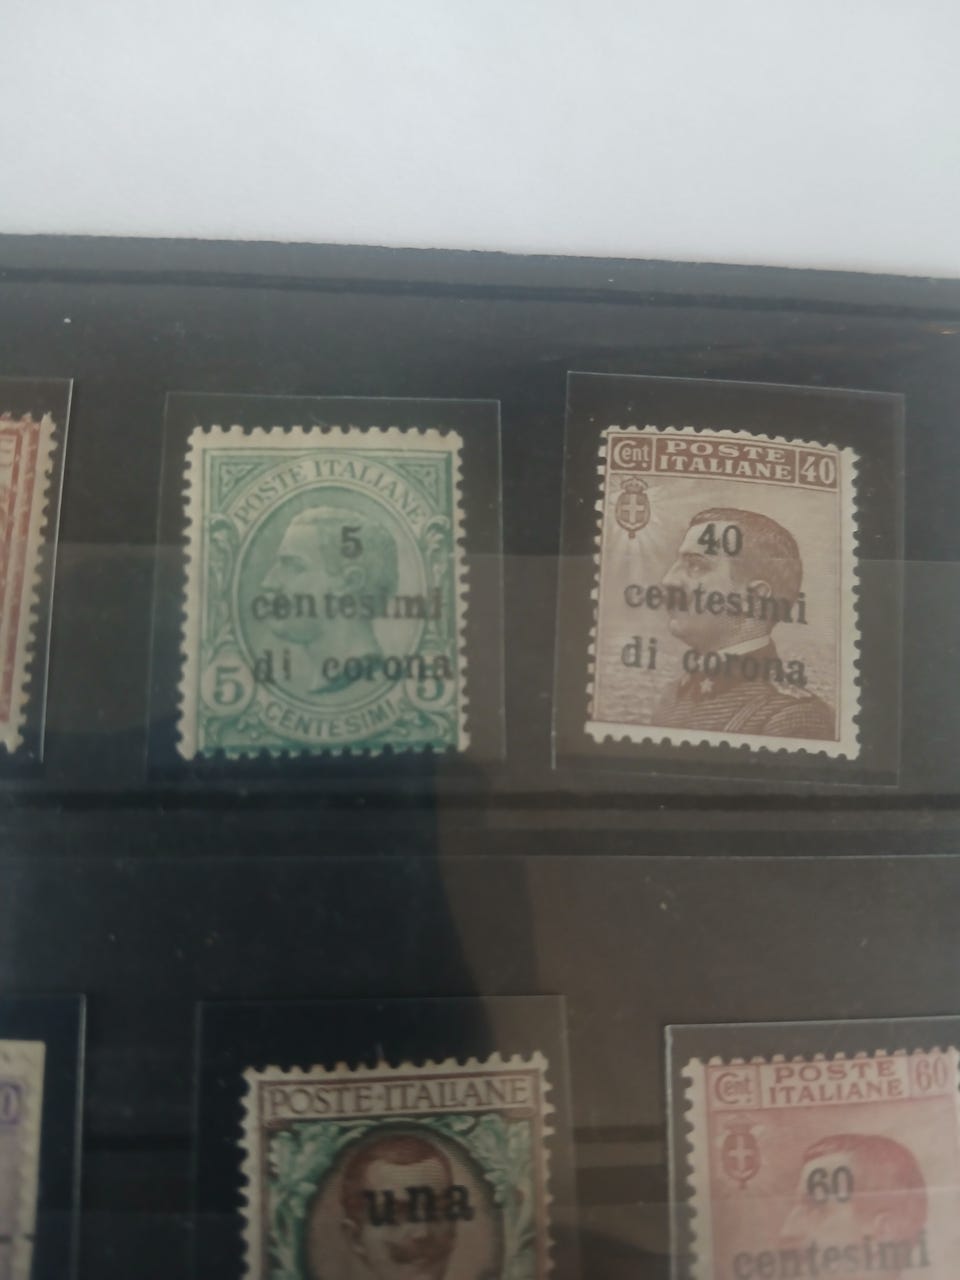 POSTE ITALIANE
5
centesimi
di corona
5 5
CENTESIMI
Cent. POSTE ITALIANE 40
40
centesimi
di corona
POSTE·ITALIANE
una
Cent. POSTE ITALIANE 60
60
centesimi